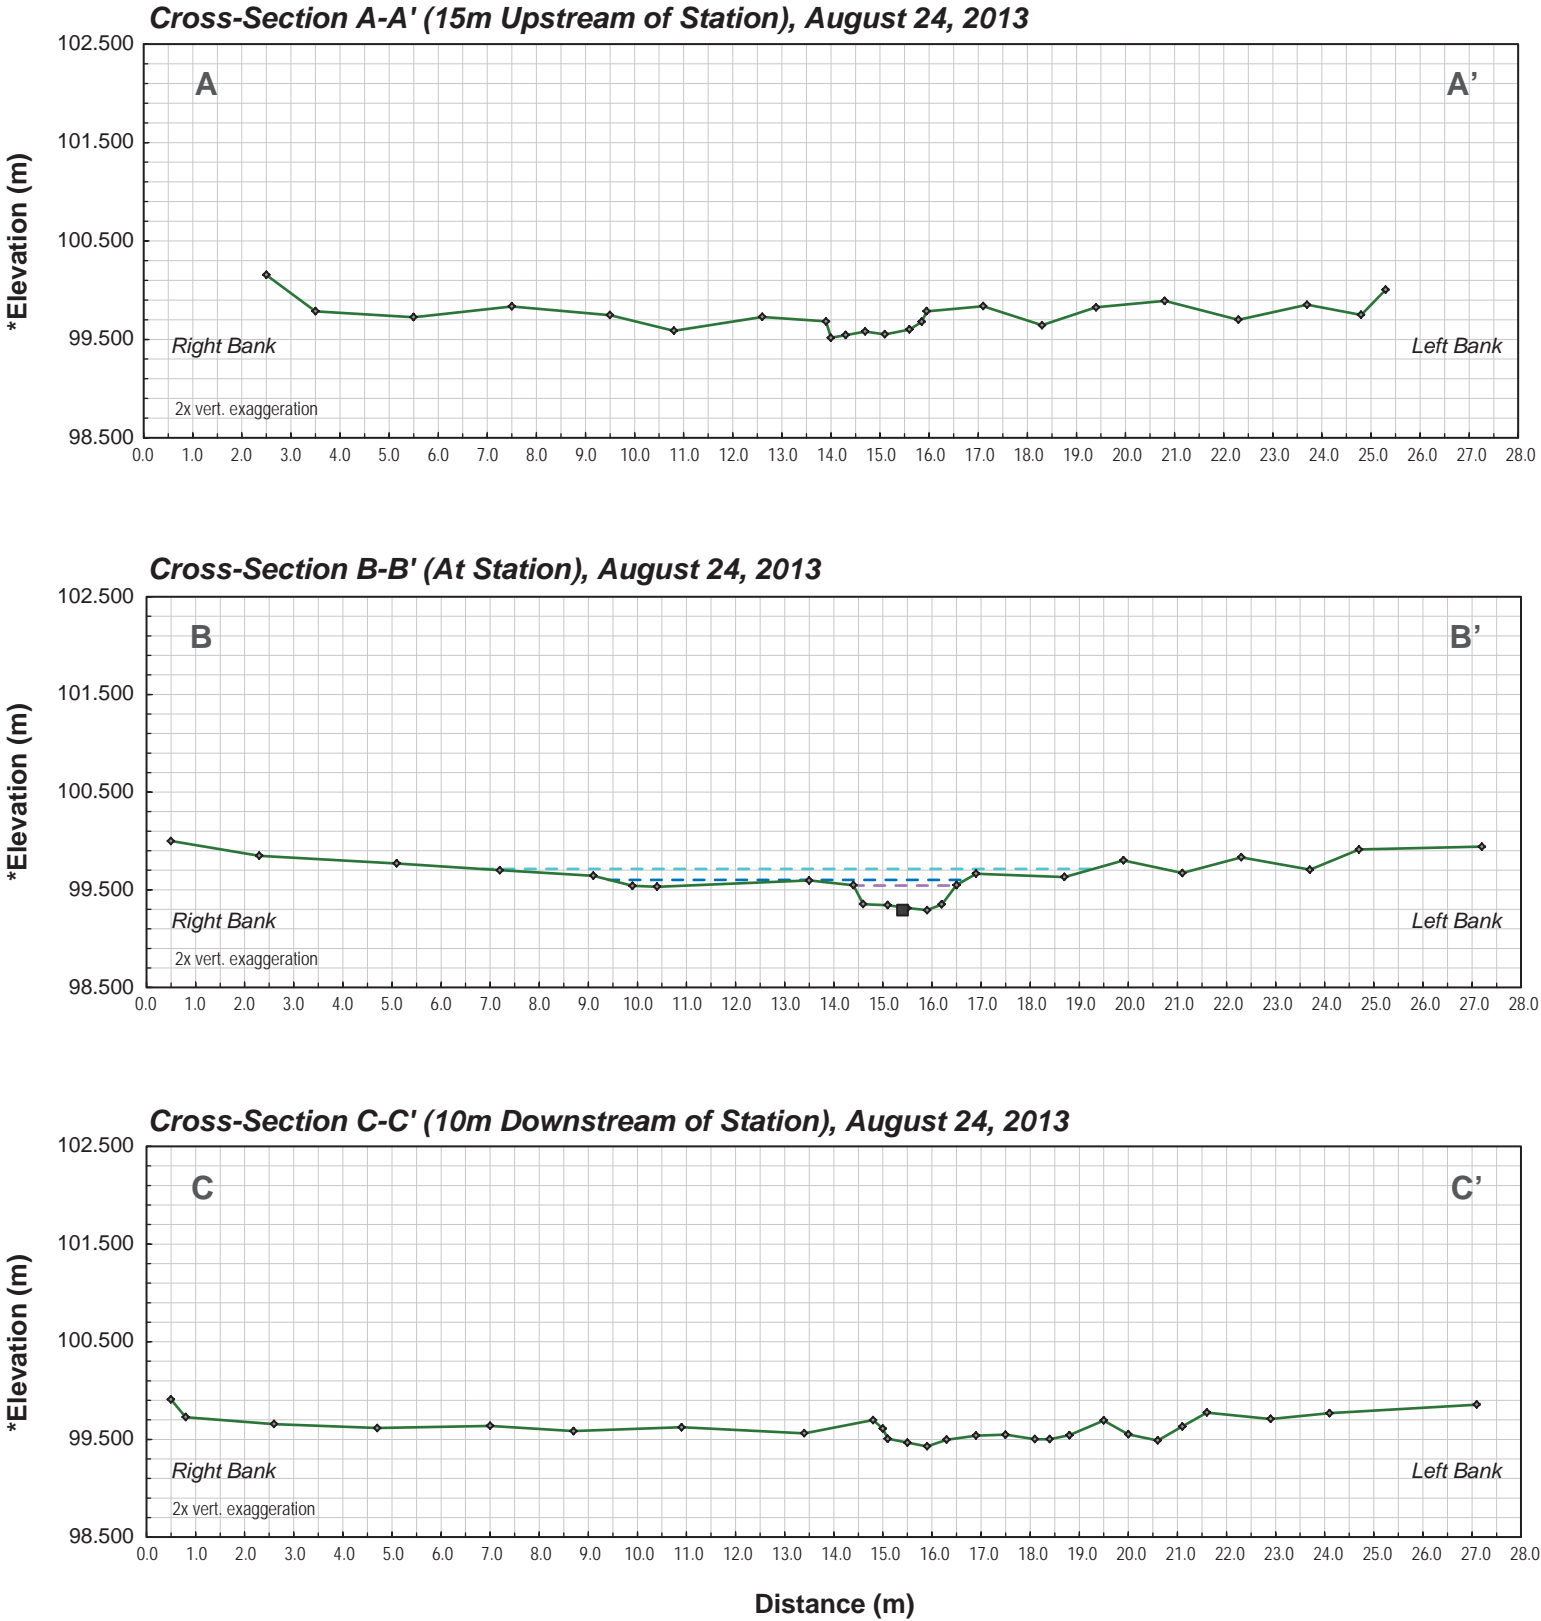 Cross-Section A-A' (15m Upstream of Station), August 24, 2013
102.500
A A’
101.500
*Elevation (m)
100.500
99.500
Right Bank Left Bank
2x vert. exaggeration
98.500
0.0 1.0 2.0 3.0 4.0 5.0 6.0 7.0 8.0 9.0 10.0 11.0 12.0 13.0 14.0 15.0 16.0 17.0 18.0 19.0 20.0 21.0 22.0 23.0 24.0 25.0 26.0 27.0 28.0
Cross-Section B-B' (At Station), August 24, 2013
102.500
B B’
101.500
*Elevation (m)
100.500
99.500
Right Bank Left Bank
2x vert. exaggeration
98.500
0.0 1.0 2.0 3.0 4.0 5.0 6.0 7.0 8.0 9.0 10.0 11.0 12.0 13.0 14.0 15.0 16.0 17.0 18.0 19.0 20.0 21.0 22.0 23.0 24.0 25.0 26.0 27.0 28.0
Cross-Section C-C' (10m Downstream of Station), August 24, 2013
102.500
C C’
101.500
*Elevation (m)
100.500
99.500
Right Bank Left Bank
2x vert. exaggeration
98.500
0.0 1.0 2.0 3.0 4.0 5.0 6.0 7.0 8.0 9.0 10.0 11.0 12.0 13.0 14.0 15.0 16.0 17.0 18.0 19.0 20.0 21.0 22.0 23.0 24.0 25.0 26.0 27.0 28.0
Distance (m)